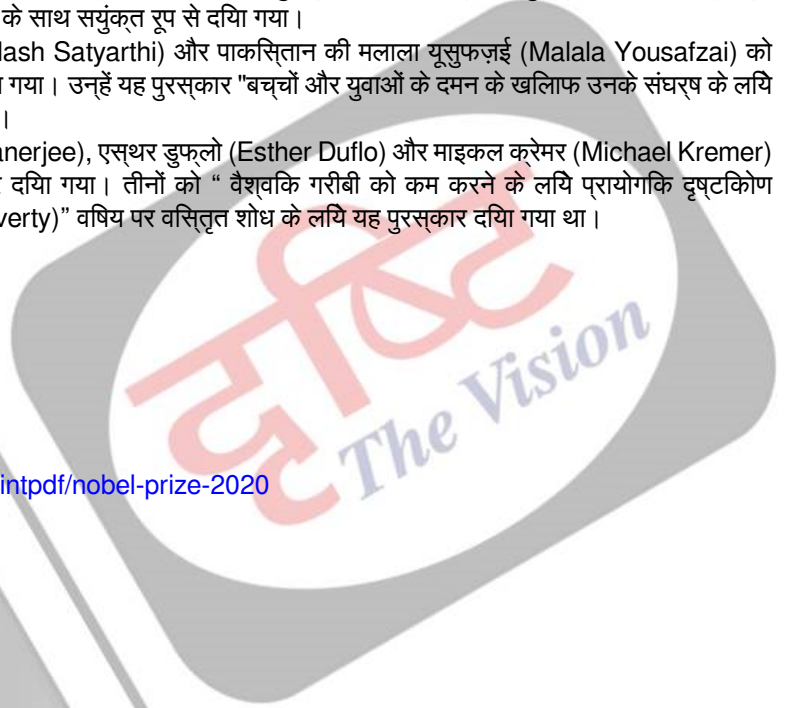 के साथ सयुंक्त रूप से दिया गया।
lash Satyarthi) और पाकिस्तान की मलाला यूसुफज़ई (Malala Yousafzai) को
गया। उन्हें यह पुरस्कार "बच्चों और युवाओं के दमन के खिलाफ उनके संघर्ष के लिये
।
anerjee), एस्थर डुफ्लो (Esther Duflo) और माइकल क्रेमर (Michael Kremer)
दिया गया। तीनों को “ वैश्विक गरीबी को कम करने के लिये प्रायोगिक दृष्टिकोण
verty)” विषय पर विस्तृत शोध के लिये यह पुरस्कार दिया गया था।
दृष्टि
The Vision
intpdf/nobel-prize-2020